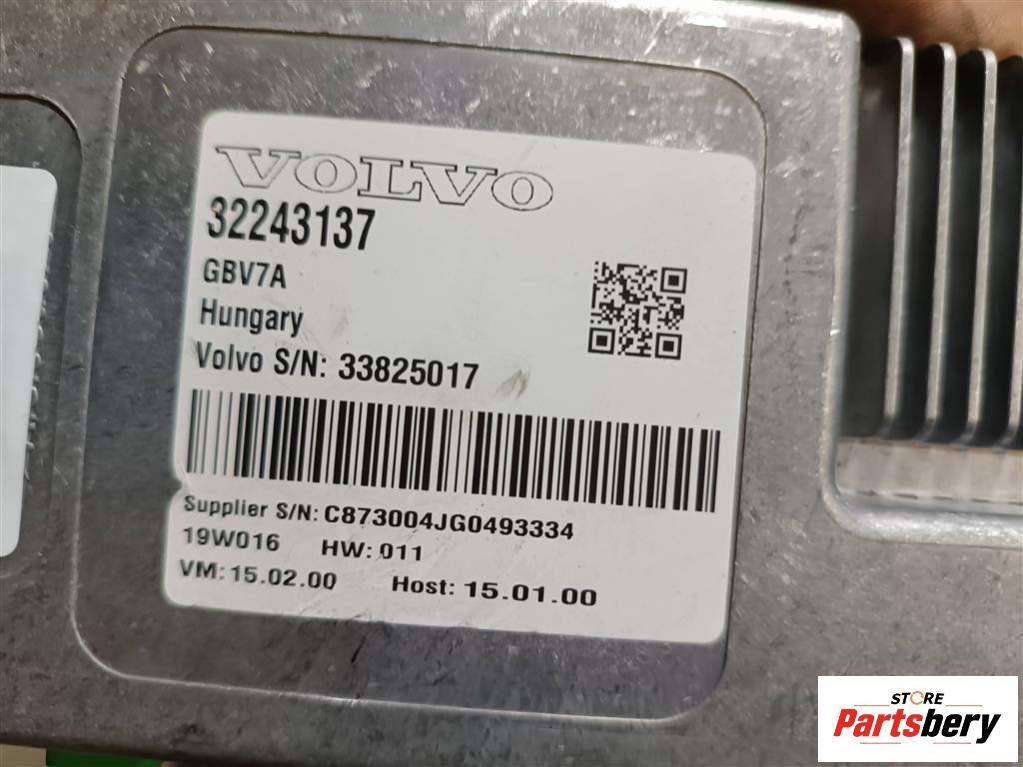 VOLVO
32243137
GBV7A
Hungary
Volvo S/N: 33825017
Supplier S/N: C873004JG0493334
19W016 HW: 011
VM: 15.02.00 Host: 15.01.00
STORE
Partsbery